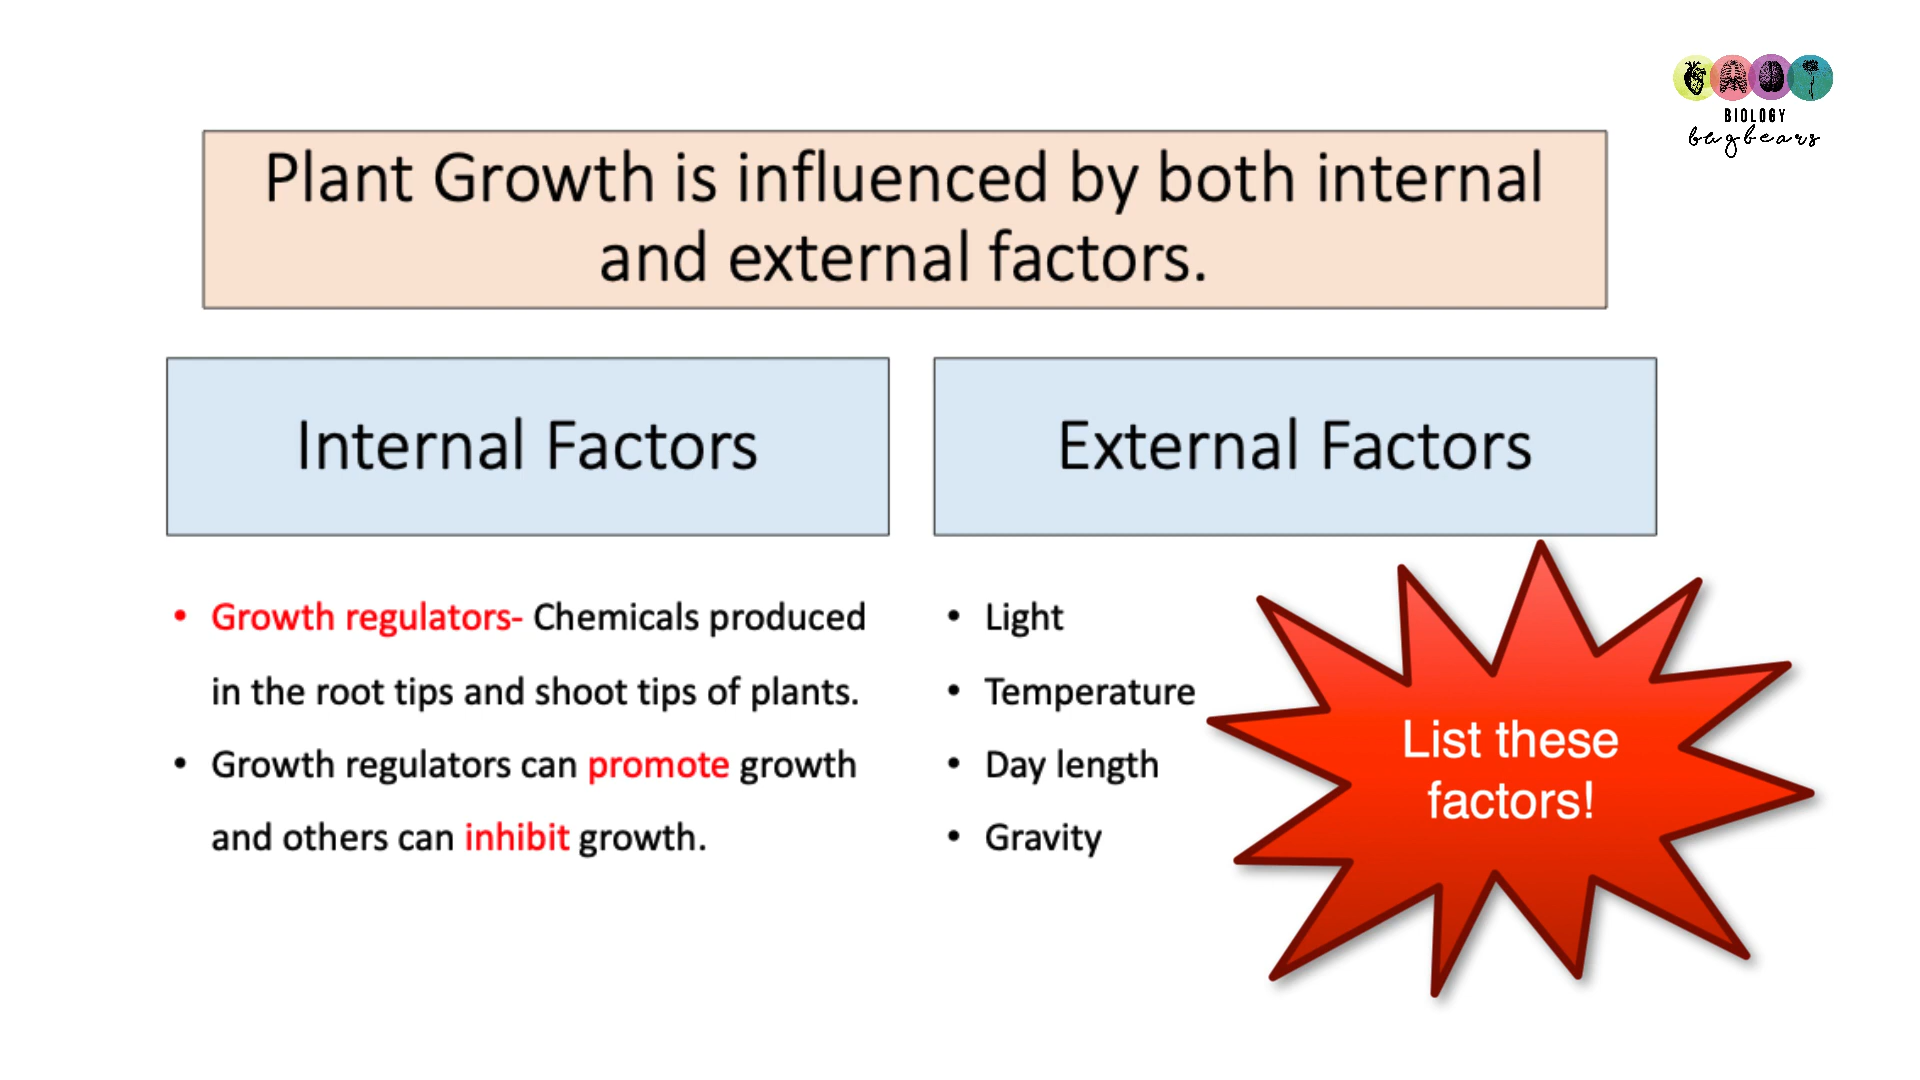 BIOLOGY
bugbears
Plant Growth is influenced by both internal
and external factors.
Internal Factors
External Factors
• Growth regulators- Chemicals produced
in the root tips and shoot tips of plants.
• Growth regulators can promote growth
and others can inhibit growth.
• Light
• Temperature
• Day length
• Gravity
List these
factors!